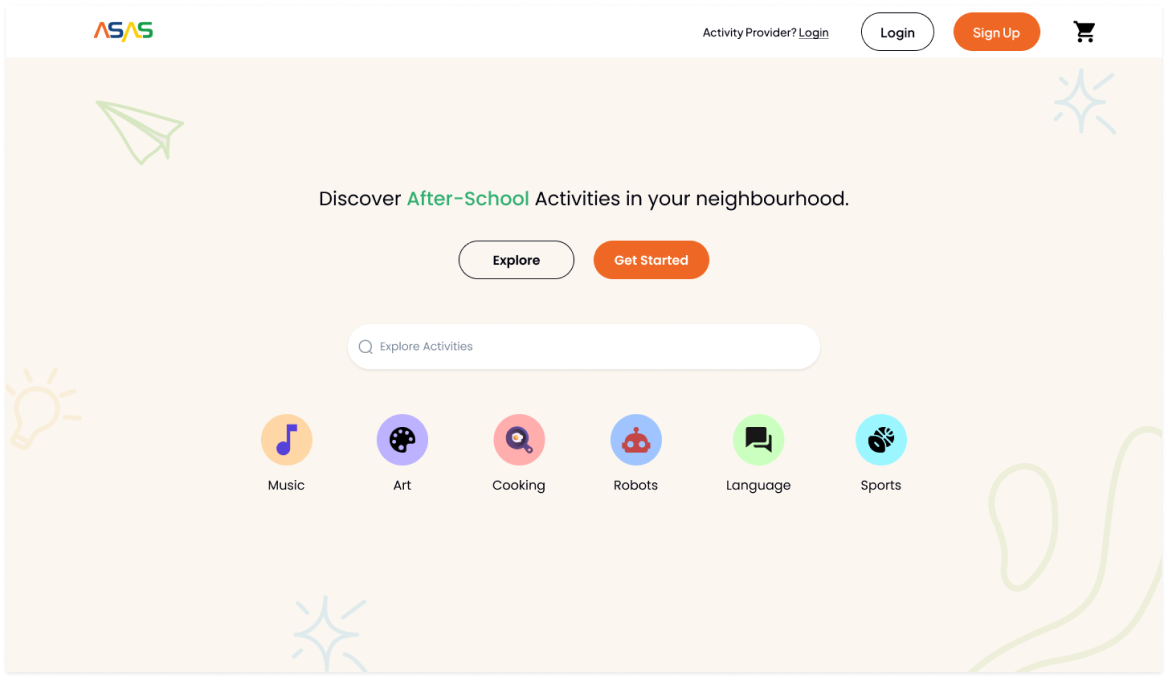 ASAS
Activity Provider? Login
Login
Sign Up
Discover After-School Activities in your neighbourhood.
Explore
Get Started
Explore Activities
Music
Art
Cooking
Robots
Language
Sports